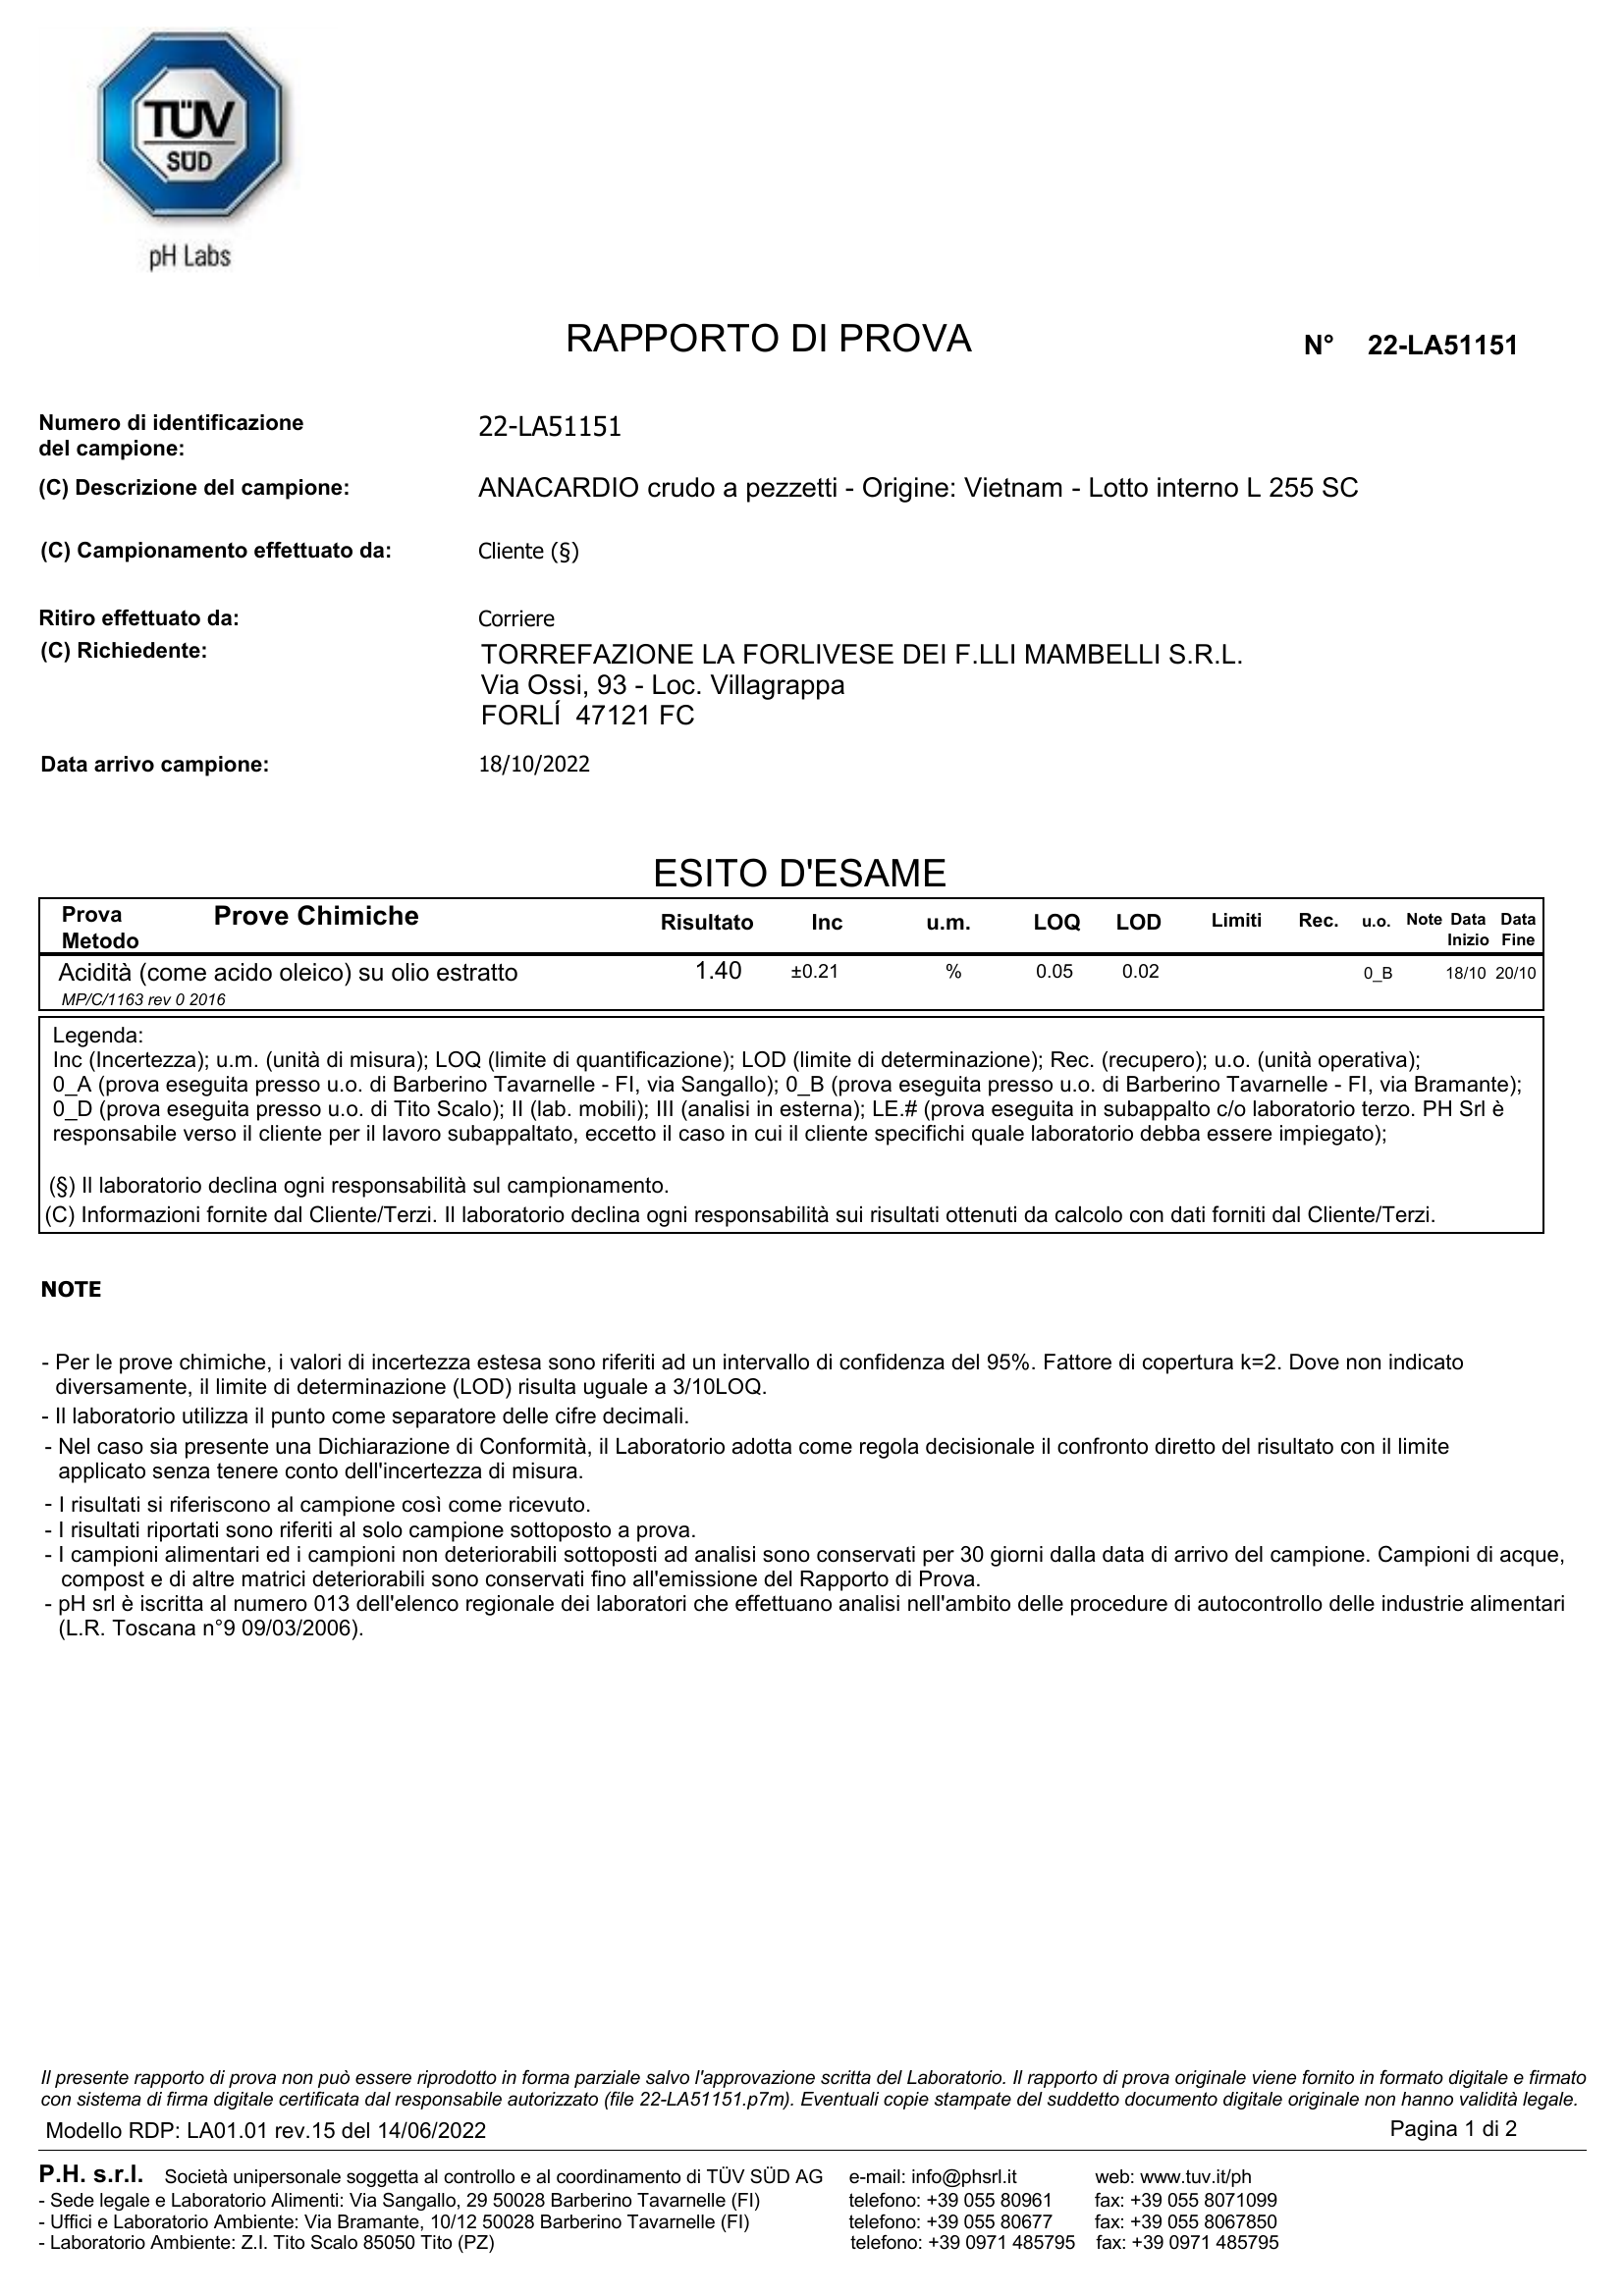 TÜV
SÜD
pH Labs
RAPPORTO DI PROVA N° 22-LA51151
Numero di identificazione
del campione: 22-LA51151
(C) Descrizione del campione: ANACARDIO crudo a pezzetti - Origine: Vietnam - Lotto interno L 255 SC
(C) Campionamento effettuato da: Cliente (§)
Ritiro effettuato da: Corriere
(C) Richiedente: TORREFAZIONE LA FORLIVESE DEI F.LLI MAMBELLI S.R.L.
Via Ossi, 93 - Loc. Villagrappa
FORLÍ 47121 FC
Data arrivo campione: 18/10/2022
ESITO D'ESAME
Prova Prove Chimiche Risultato Inc u.m. LOQ LOD Limiti Rec. u.o. Note Data Data
Metodo Inizio Fine
Acidità (come acido oleico) su olio estratto 1.40 ±0.21 % 0.05 0.02 0_B 18/10 20/10
MP/C/1163 rev 0 2016
Legenda:
Inc (Incertezza); u.m. (unità di misura); LOQ (limite di quantificazione); LOD (limite di determinazione); Rec. (recupero); u.o. (unità operativa);
0_A (prova eseguita presso u.o. di Barberino Tavarnelle - FI, via Sangallo); 0_B (prova eseguita presso u.o. di Barberino Tavarnelle - FI, via Bramante);
0_D (prova eseguita presso u.o. di Tito Scalo); II (lab. mobili); III (analisi in esterna); LE.# (prova eseguita in subappalto c/o laboratorio terzo. PH Srl è
responsabile verso il cliente per il lavoro subappaltato, eccetto il caso in cui il cliente specifichi quale laboratorio debba essere impiegato);
(§) Il laboratorio declina ogni responsabilità sul campionamento.
(C) Informazioni fornite dal Cliente/Terzi. Il laboratorio declina ogni responsabilità sui risultati ottenuti da calcolo con dati forniti dal Cliente/Terzi.
NOTE
- Per le prove chimiche, i valori di incertezza estesa sono riferiti ad un intervallo di confidenza del 95%. Fattore di copertura k=2. Dove non indicato
diversamente, il limite di determinazione (LOD) risulta uguale a 3/10LOQ.
- Il laboratorio utilizza il punto come separatore delle cifre decimali.
- Nel caso sia presente una Dichiarazione di Conformità, il Laboratorio adotta come regola decisionale il confronto diretto del risultato con il limite
applicato senza tenere conto dell'incertezza di misura.
- I risultati si riferiscono al campione così come ricevuto.
- I risultati riportati sono riferiti al solo campione sottoposto a prova.
- I campioni alimentari ed i campioni non deteriorabili sottoposti ad analisi sono conservati per 30 giorni dalla data di arrivo del campione. Campioni di acque,
compost e di altre matrici deteriorabili sono conservati fino all'emissione del Rapporto di Prova.
- pH srl è iscritta al numero 013 dell'elenco regionale dei laboratori che effettuano analisi nell'ambito delle procedure di autocontrollo delle industrie alimentari
(L.R. Toscana n°9 09/03/2006).
Il presente rapporto di prova non può essere riprodotto in forma parziale salvo l'approvazione scritta del Laboratorio. Il rapporto di prova originale viene fornito in formato digitale e firmato
con sistema di firma digitale certificata dal responsabile autorizzato (file 22-LA51151.p7m). Eventuali copie stampate del suddetto documento digitale originale non hanno validità legale.
Modello RDP: LA01.01 rev.15 del 14/06/2022 Pagina 1 di 2
P.H. s.r.l. Società unipersonale soggetta al controllo e al coordinamento di TÜV SÜD AG e-mail: info@phsrl.it web: www.tuv.it/ph
- Sede legale e Laboratorio Alimenti: Via Sangallo, 29 50028 Barberino Tavarnelle (FI) telefono: +39 055 80961 fax: +39 055 8071099
- Uffici e Laboratorio Ambiente: Via Bramante, 10/12 50028 Barberino Tavarnelle (FI) telefono: +39 055 80677 fax: +39 055 8067850
- Laboratorio Ambiente: Z.I. Tito Scalo 85050 Tito (PZ) telefono: +39 0971 485795 fax: +39 0971 485795